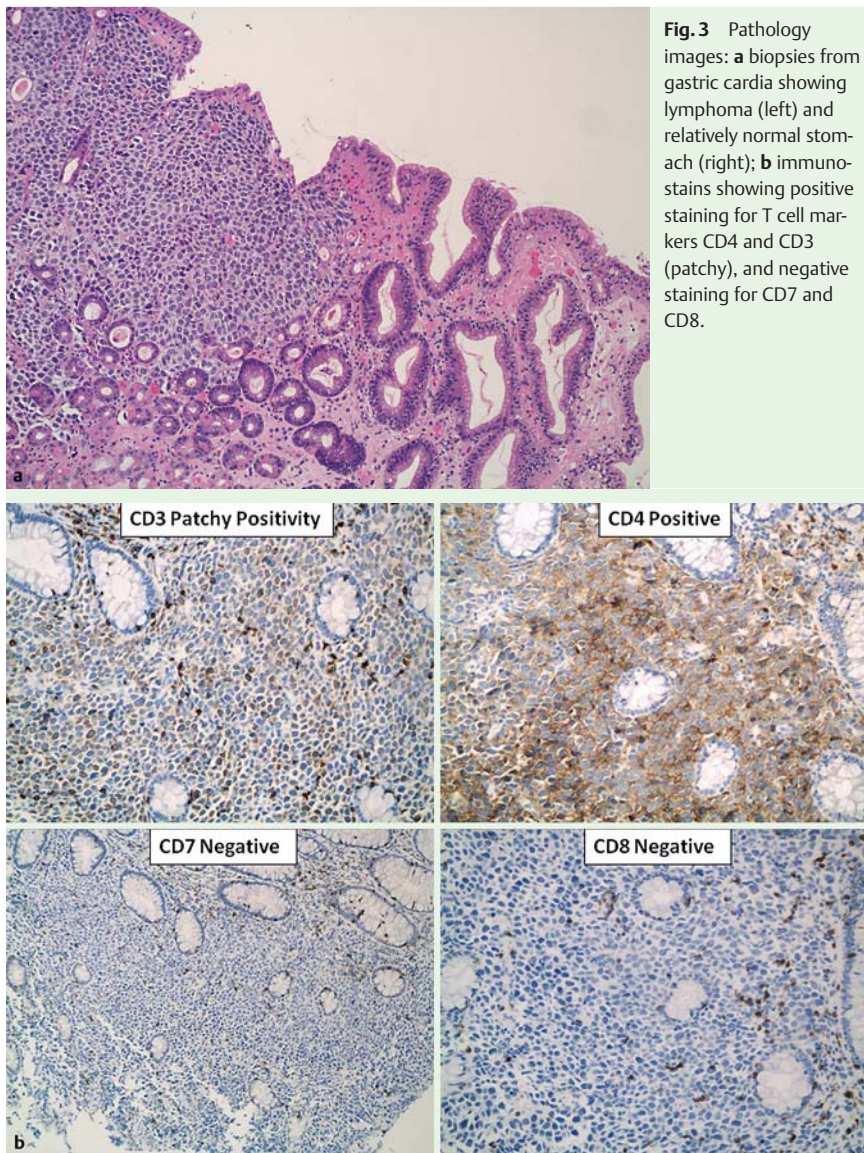 Fig. 3 Pathology
images: a biopsies from
gastric cardia showing
lymphoma (left) and
relatively normal stom-
ach (right); b immuno-
stains showing positive
staining for T cell mar-
kers CD4 and CD3
(patchy), and negative
staining for CD7 and
CD8.
a
CD3 Patchy Positivity
CD4 Positive
CD7 Negative
CD8 Negative
b